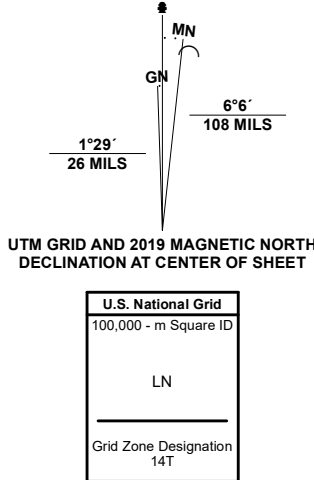 MN
GN
6°6´
108 MILS
1°29´
26 MILS
UTM GRID AND 2019 MAGNETIC NORTH
DECLINATION AT CENTER OF SHEET
U.S. National Grid
100,000 - m Square ID
LN
Grid Zone Designation
14T